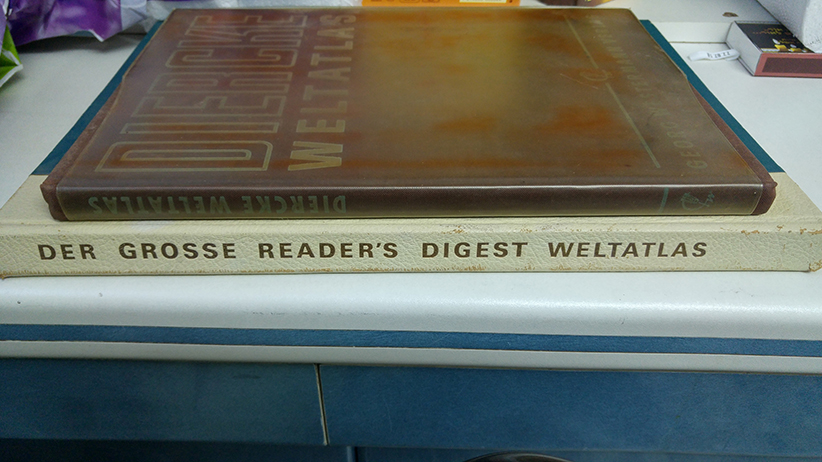 DIERCKE
WELTATLAS
DIERCKE WELTATLAS
DER GROSSE READER'S DIGEST WELTATLAS